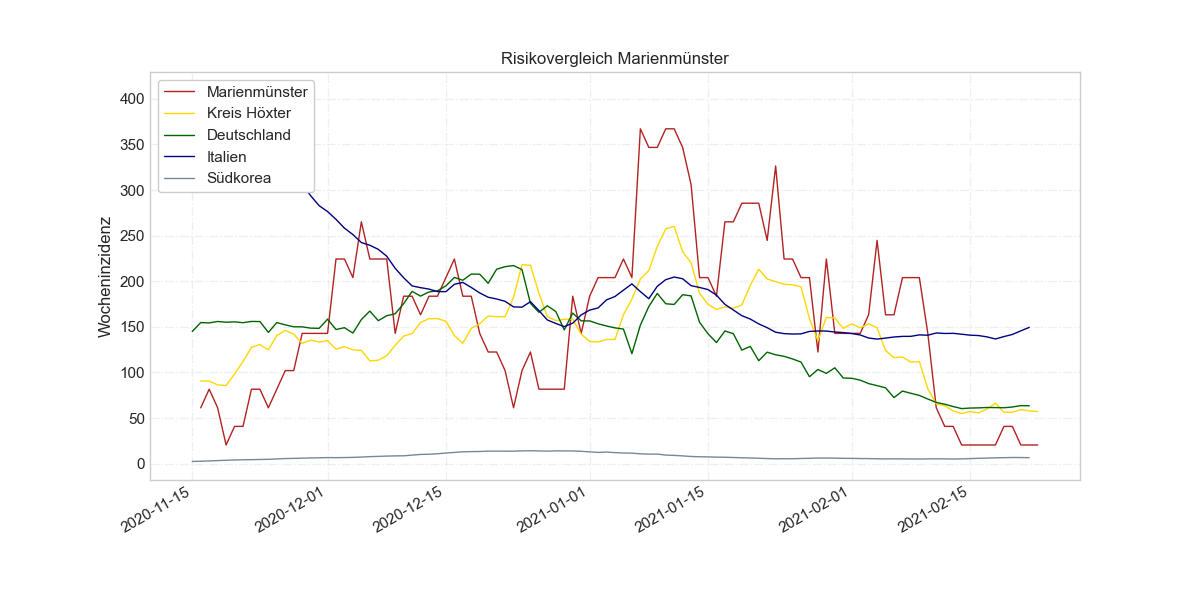 Risikovergleich Marienmünster
Marienmünster
Kreis Höxter
Deutschland
Italien
Südkorea
Wocheninzidenz
400
350
300
250
200
150
100
50
0
2020-11-15
2020-12-01
2020-12-15
2021-01-01
2021-01-15
2021-02-01
2021-02-15